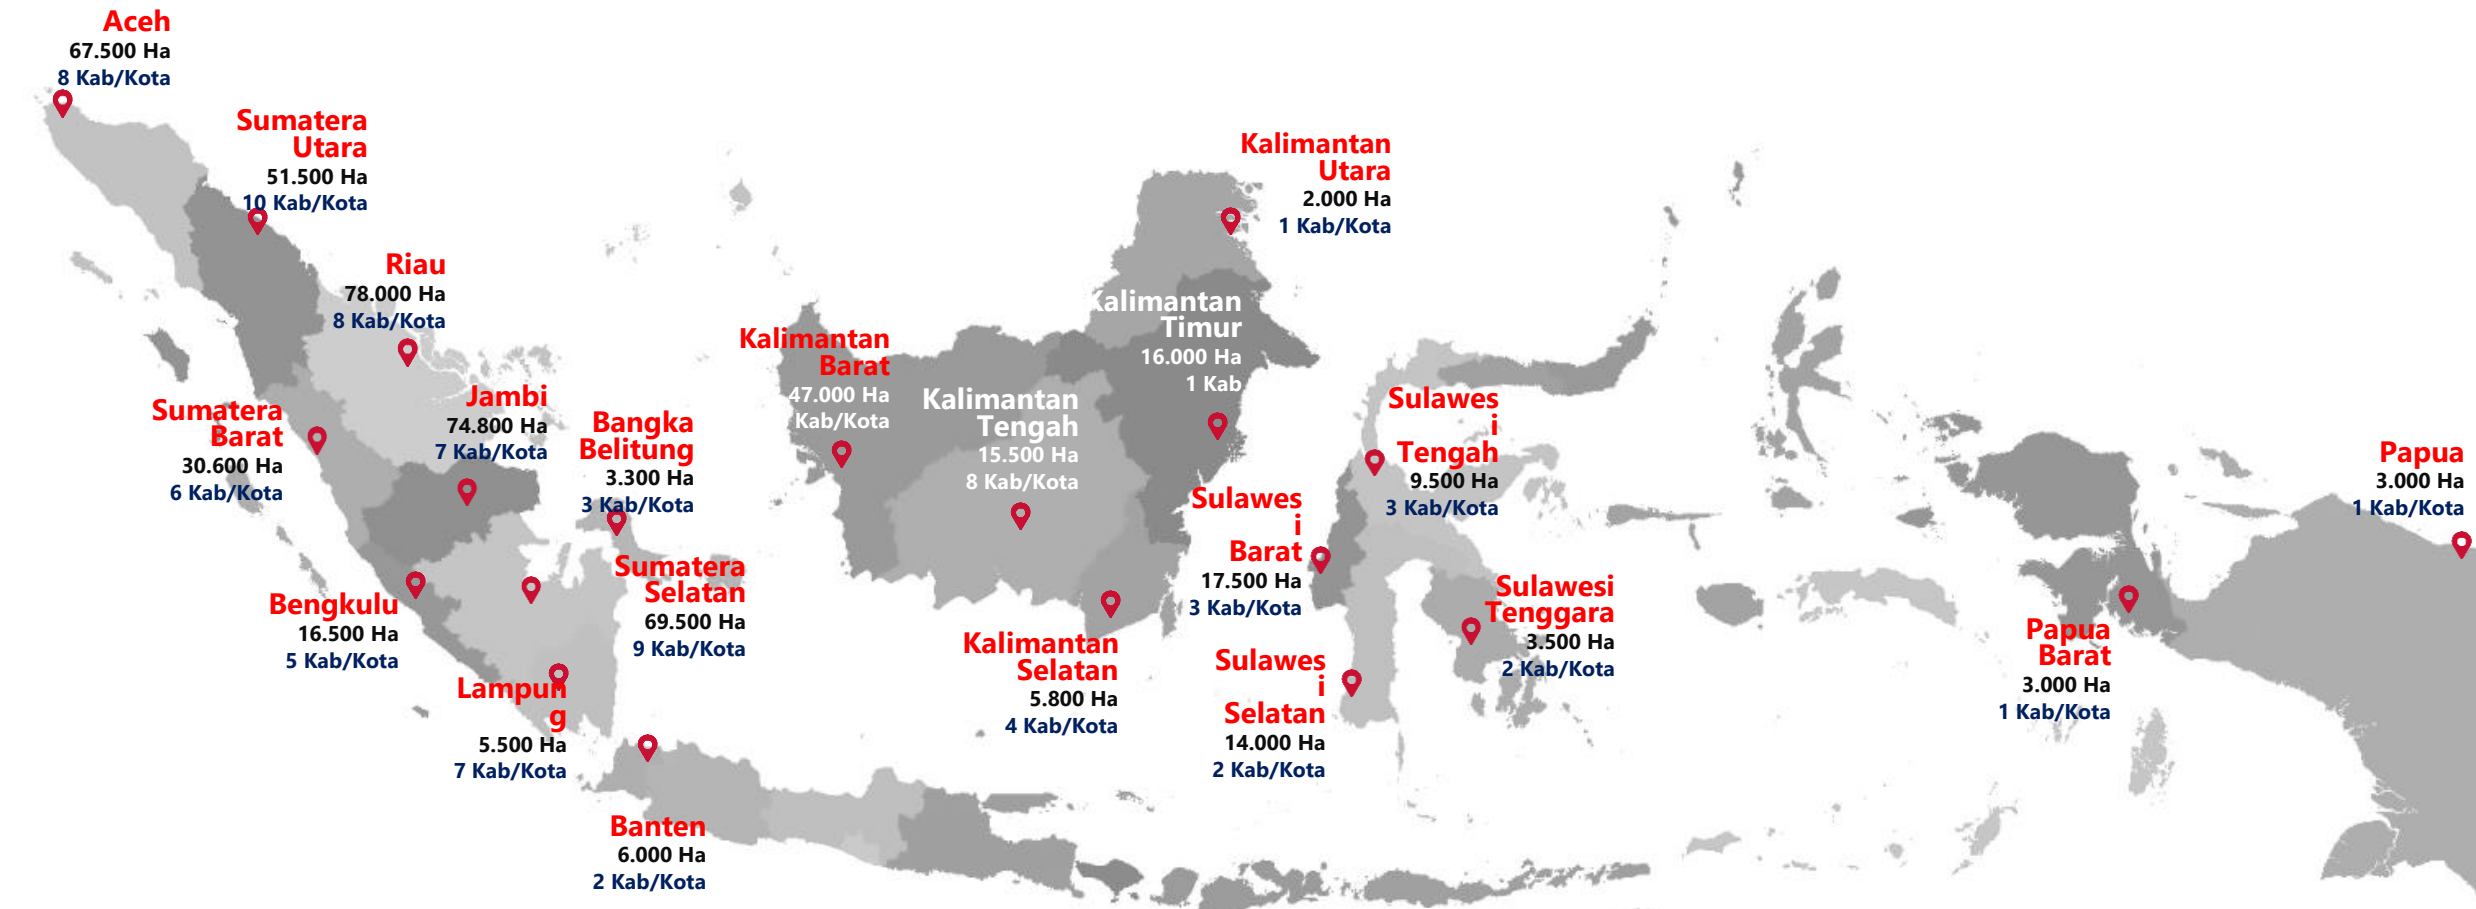 Aceh
67.500 Ha
8 Kab/Kota
Sumatera
Utara
51.500 Ha
10 Kab/Kota
Riau
78.000 Ha
8 Kab/Kota
Sumatera
Barat
30.600 Ha
6 Kab/Kota
Jambi
74.800 Ha
7 Kab/Kota
Bangka
Belitung
3.300 Ha
3 Kab/Kota
Bengkulu
16.500 Ha
5 Kab/Kota
Sumatera
Selatan
69.500 Ha
9 Kab/Kota
Lampun
g
5.500 Ha
7 Kab/Kota
Banten
6.000 Ha
2 Kab/Kota
Kalimantan
Barat
47.000 Ha
Kab/Kota
Kalimantan
Tengah
15.500 Ha
8 Kab/Kota
Kalimantan
Utara
2.000 Ha
1 Kab/Kota
Kalimantan
Timur
16.000 Ha
1 Kab
Kalimantan
Selatan
5.800 Ha
4 Kab/Kota
Sulawes
i
Tengah
9.500 Ha
3 Kab/Kota
Sulawes
i
Barat
17.500 Ha
3 Kab/Kota
Sulawes
i
Selatan
14.000 Ha
2 Kab/Kota
Sulawesi
Tenggara
3.500 Ha
2 Kab/Kota
Papua
Barat
3.000 Ha
1 Kab/Kota
Papua
3.000 Ha
1 Kab/Kota